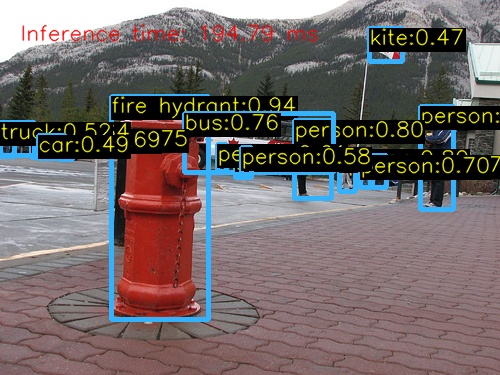 Inference time: 194.79 ms
kite:0.47
fire hydrant:0.94
person:
bus:0.76
person:0.80
truck:0.52
6975
car:0.49
person:0.58
person:0.707